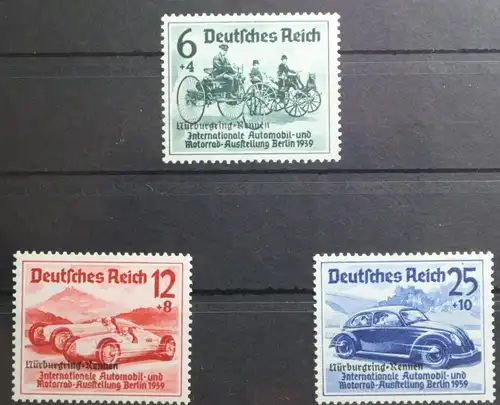 6
+4
Deutsches Reich
Nürburgring-Rennen
Internationale Automobil-und
Motorrad-Ausstellung Berlin 1939
Deutsches Reich 12
+8
Nürburgring-Rennen
Internationale Automobil-und
Motorrad-Ausstellung Berlin 1939
Deutsches Reich 25
+10
Nürburgring-Rennen
Internationale Automobil-und
Motorrad-Ausstellung Berlin 1939